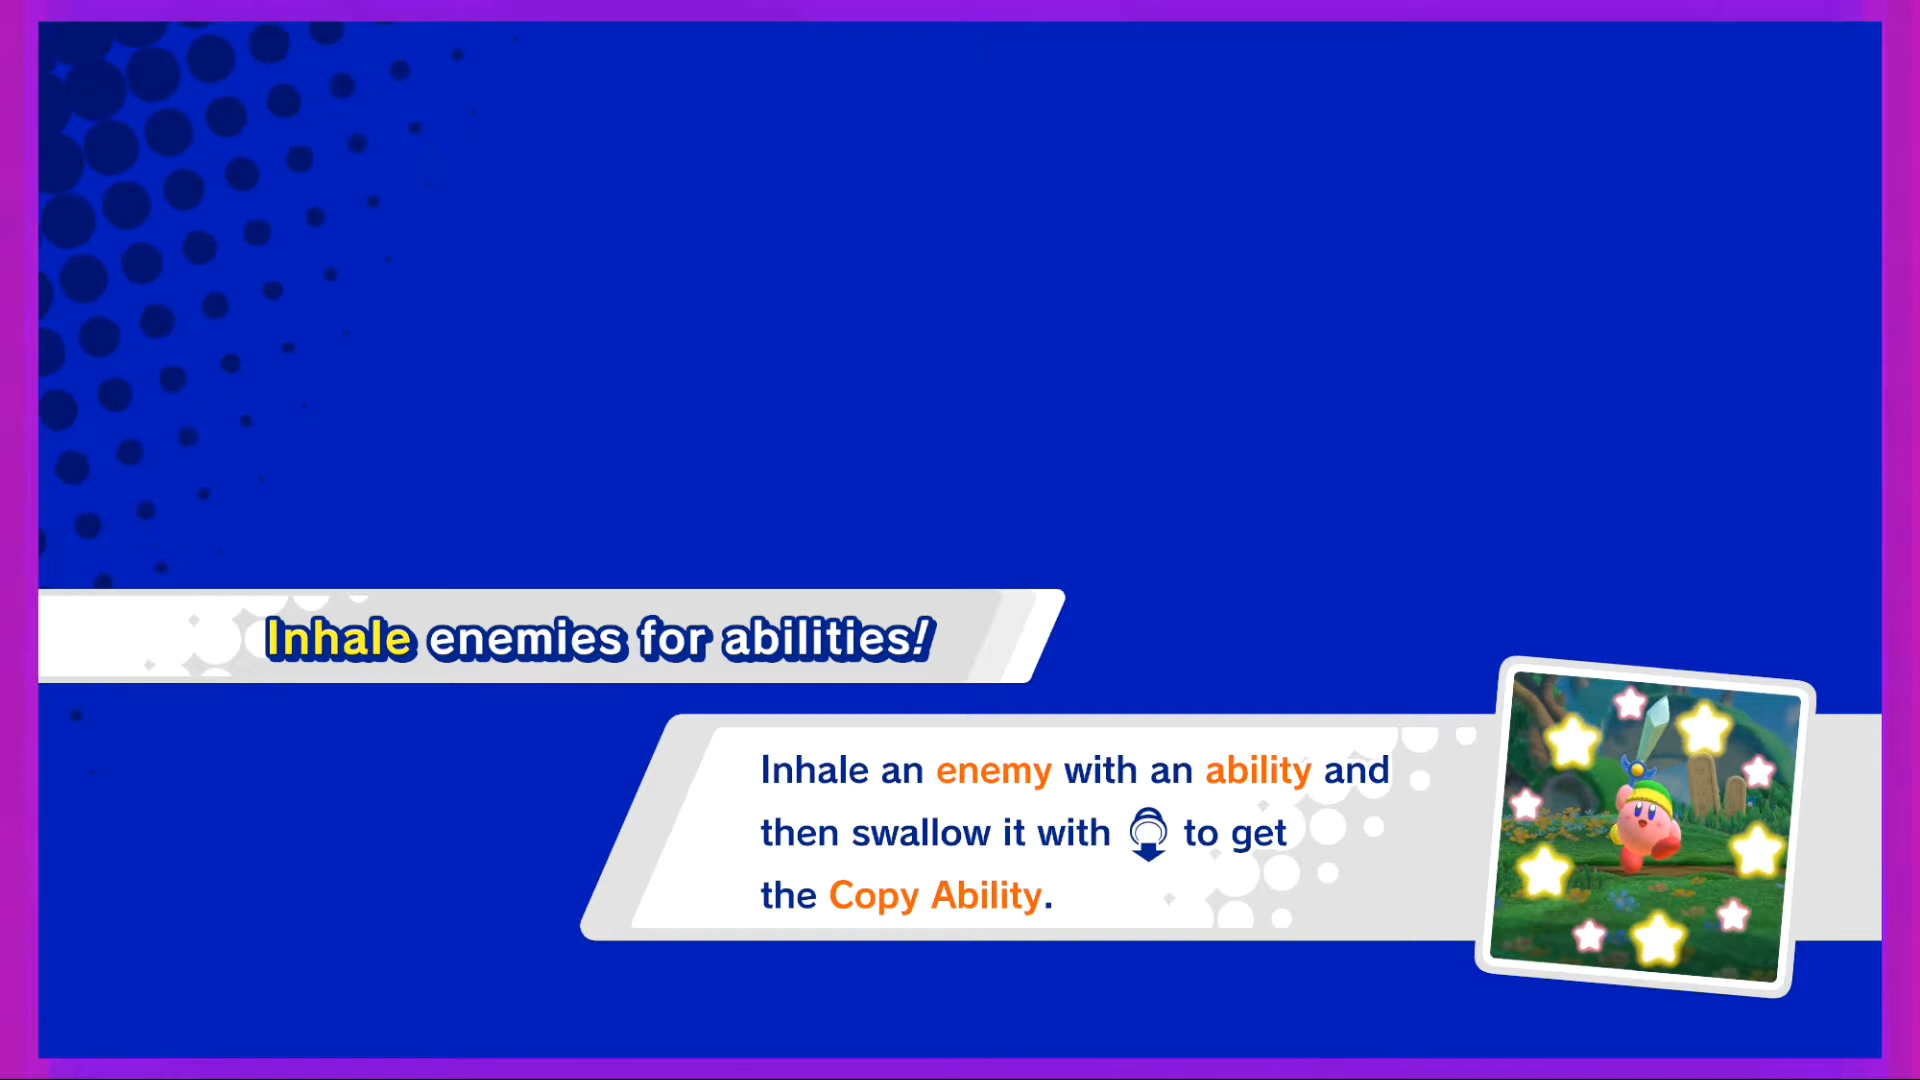 Inhale enemies for abilities!
Inhale an enemy with an ability and
then swallow it with to get
the Copy Ability.